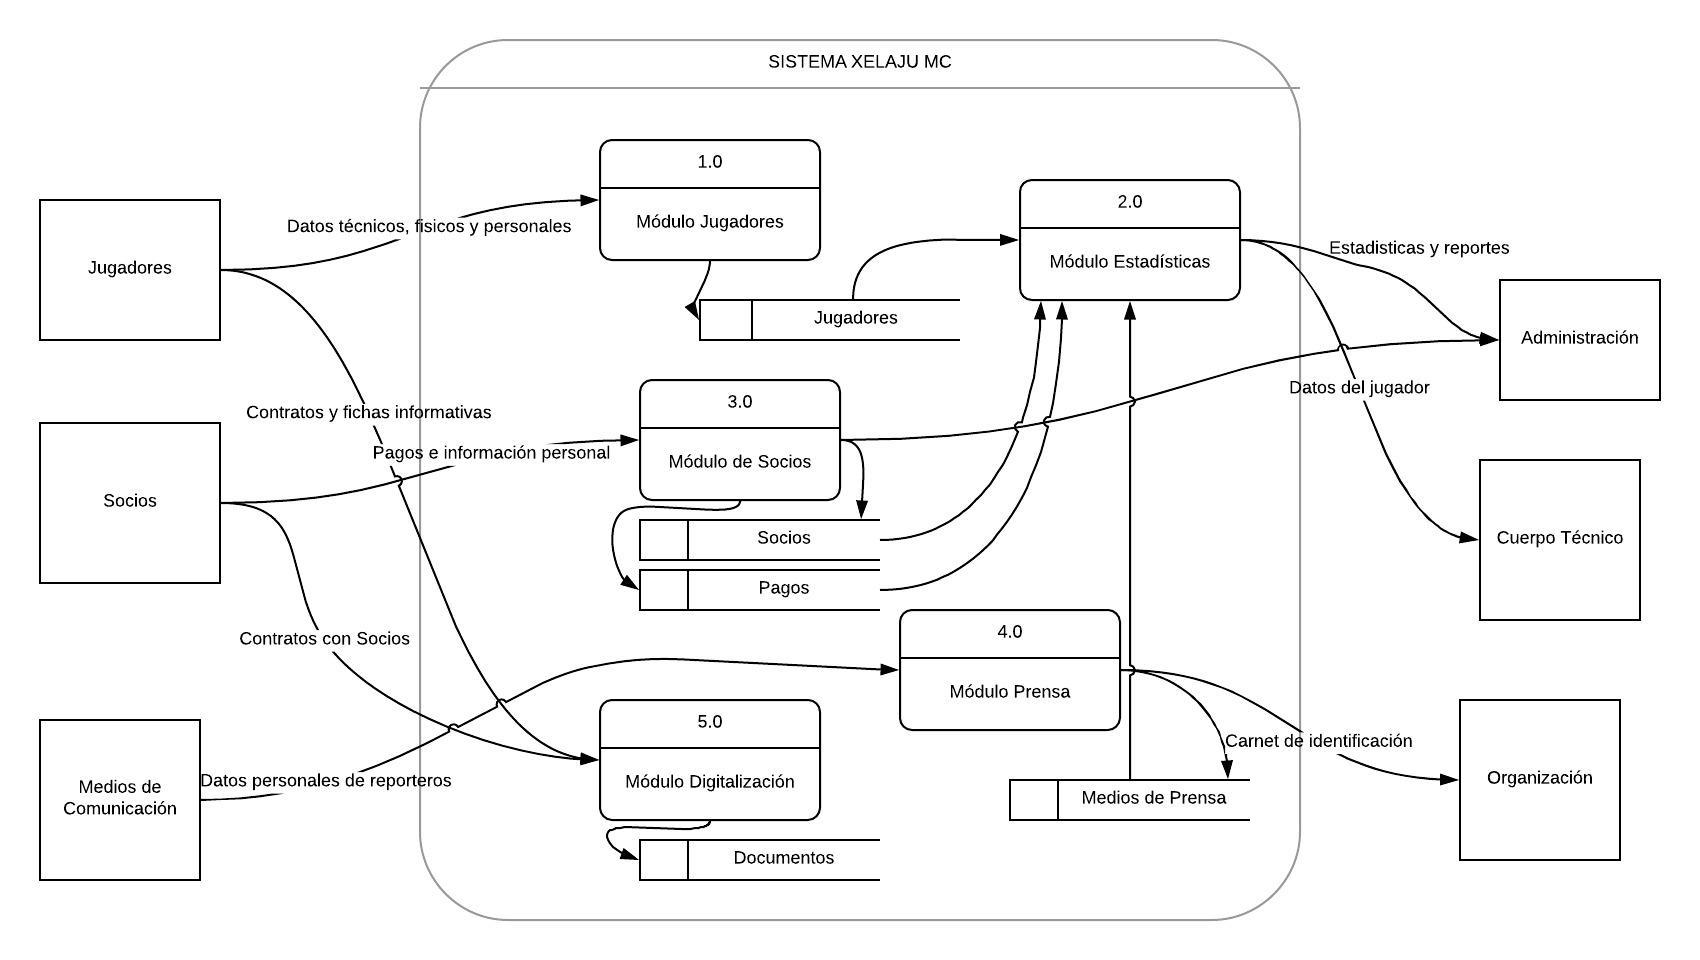 SISTEMA XELAJU MC
1.0
Módulo Jugadores
2.0
Módulo Estadísticas
Jugadores
Datos técnicos, fisicos y personales
Estadisticas y reportes
Jugadores
Administración
3.0
Módulo de Socios
Datos del jugador
Contratos y fichas informativas
Pagos e información personal
Socios
Socios
Cuerpo Técnico
Pagos
4.0
Módulo Prensa
Contratos con Socios
5.0
Módulo Digitalización
Carnet de identificación
Medios de
Comunicación
Datos personales de reporteros
Medios de Prensa
Organización
Documentos